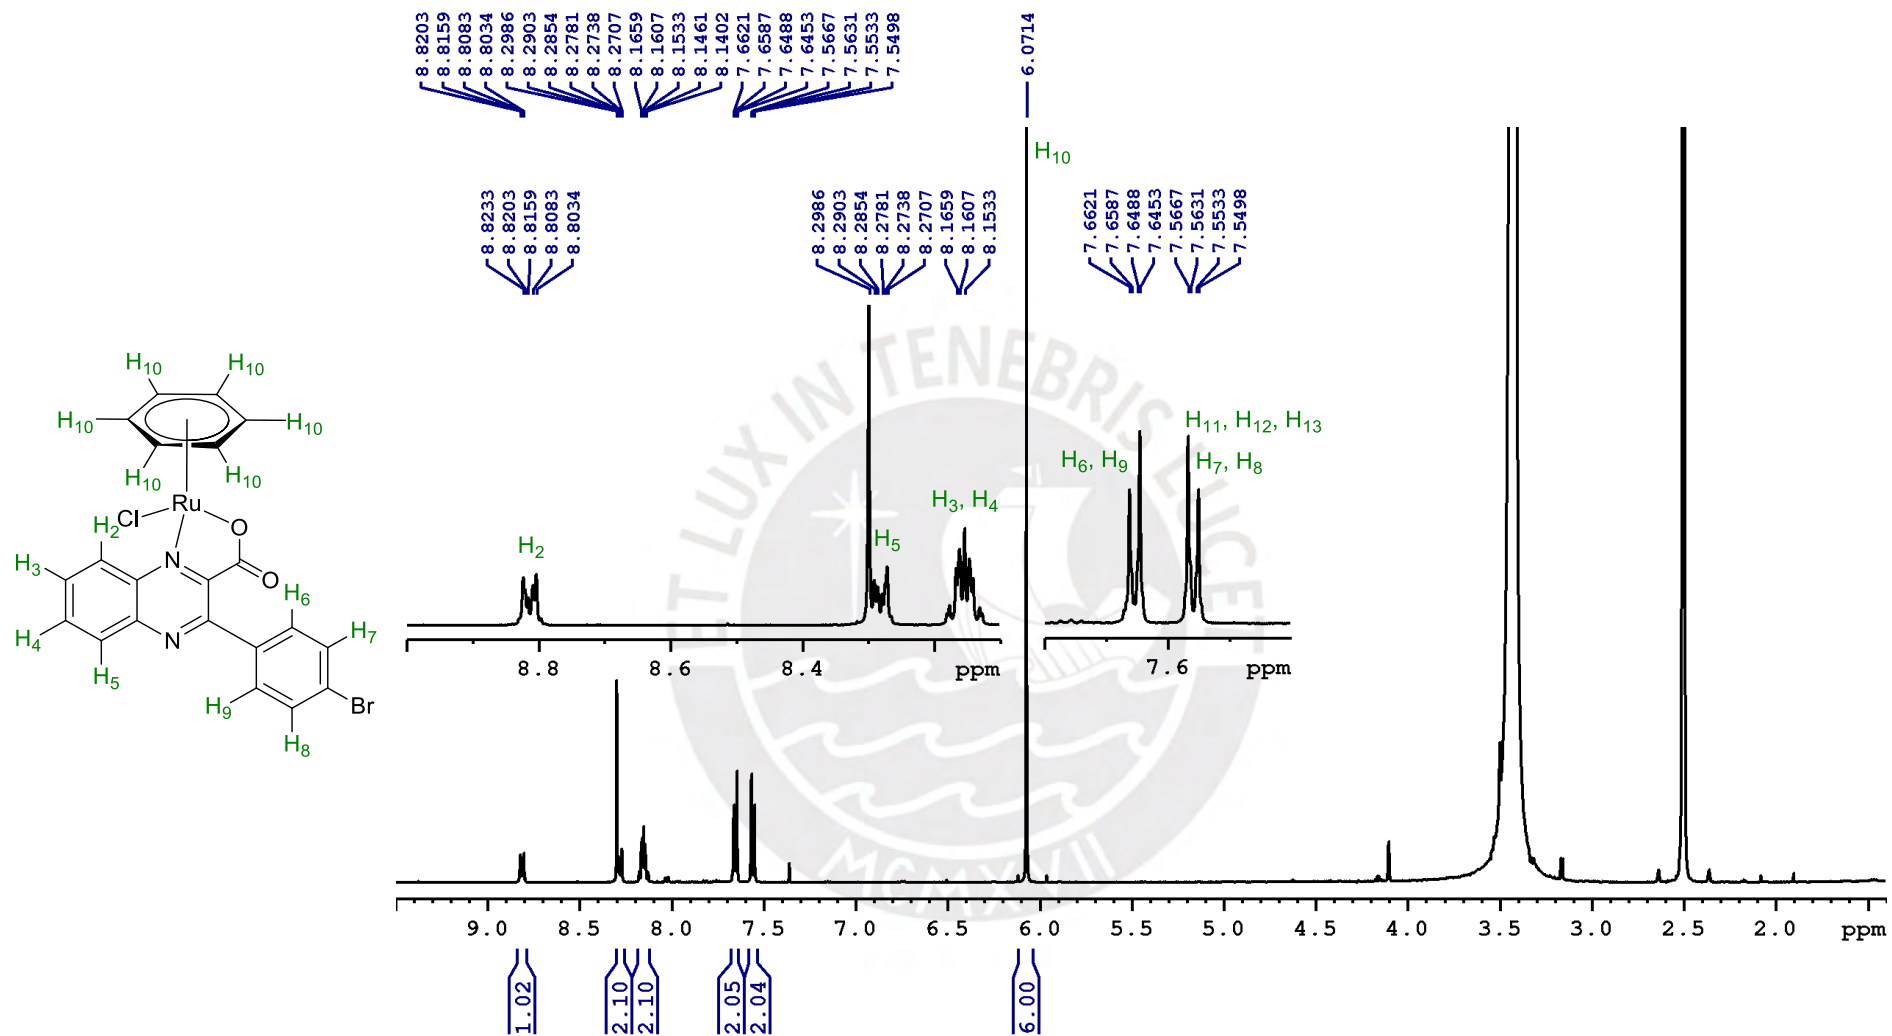 8.8203 8.8159 8.8083 8.8034 8.2986 8.2903 8.2854 8.2781 8.2738 8.2707 8.1659 8.1607 8.1533 8.1461 8.1402 7.6621 7.6587 7.6488 7.6453 7.5667 7.5631 7.5533 7.5498 6.0714
H10
8.8233 8.8203 8.8159 8.8083 8.8034
8.2986 8.2903 8.2854 8.2781 8.2738 8.2707 8.1659 8.1607 8.1533
7.6621 7.6587 7.6488 7.6453 7.5667 7.5631 7.5533 7.5498
ET LUX IN TENEBRIS LUCET
MCMXVII
H10 H10
H10 H10
H10 H10
Ru
Cl O
H2
N O
H3
H6
H4 N H7
H5
H9 Br
H8
H2
H5
H3, H4
H6, H9
H11, H12, H13
H7, H8
8.8 8.6 8.4 ppm
7.6 ppm
9.0 8.5 8.0 7.5 7.0 6.5 6.0 5.5 5.0 4.5 4.0 3.5 3.0 2.5 2.0 ppm
1.02 2.10 2.10 2.05 2.04 6.00